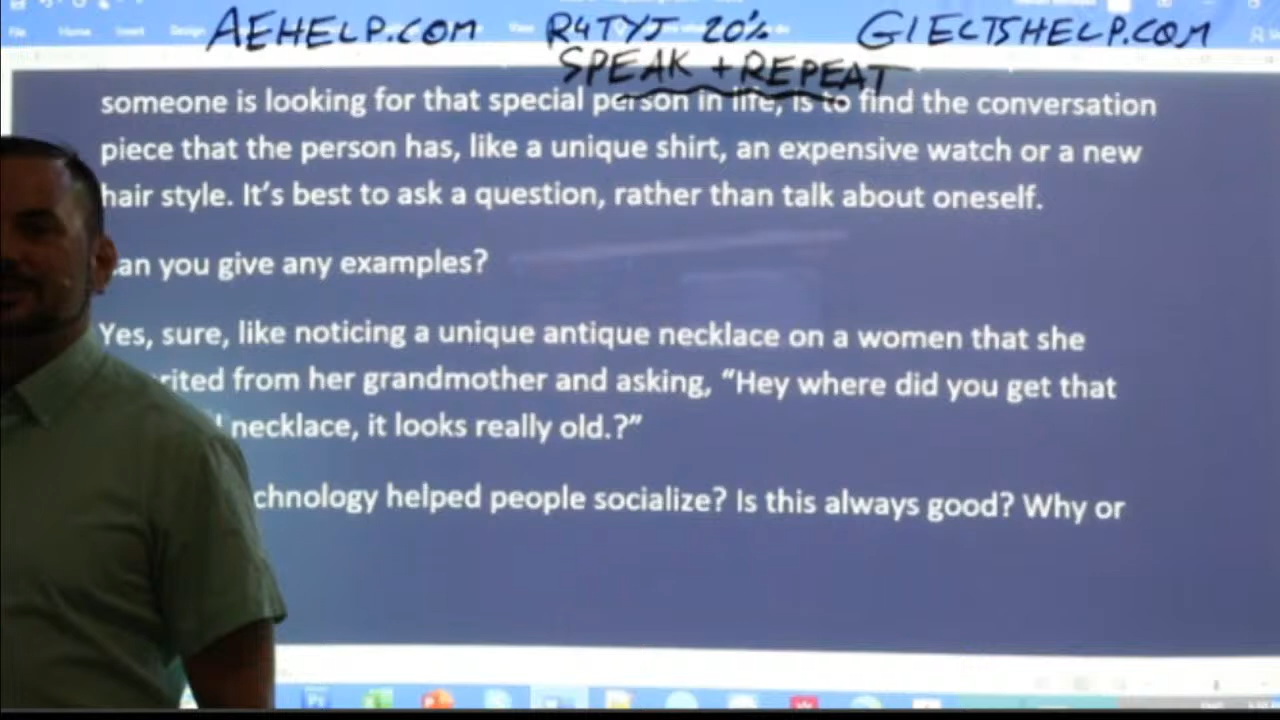 AEHELP.COM R4TYJ 20% GIELTSHELP.COM
SPEAK + REPEAT
someone is looking for that special person in life, is to find the conversation
piece that the person has, like a unique shirt, an expensive watch or a new
hair style. It's best to ask a question, rather than talk about oneself.
an you give any examples?
Yes, sure, like noticing a unique antique necklace on a women that she
rited from her grandmother and asking, "Hey where did you get that
necklace, it looks really old.?"
chnology helped people socialize? Is this always good? Why or